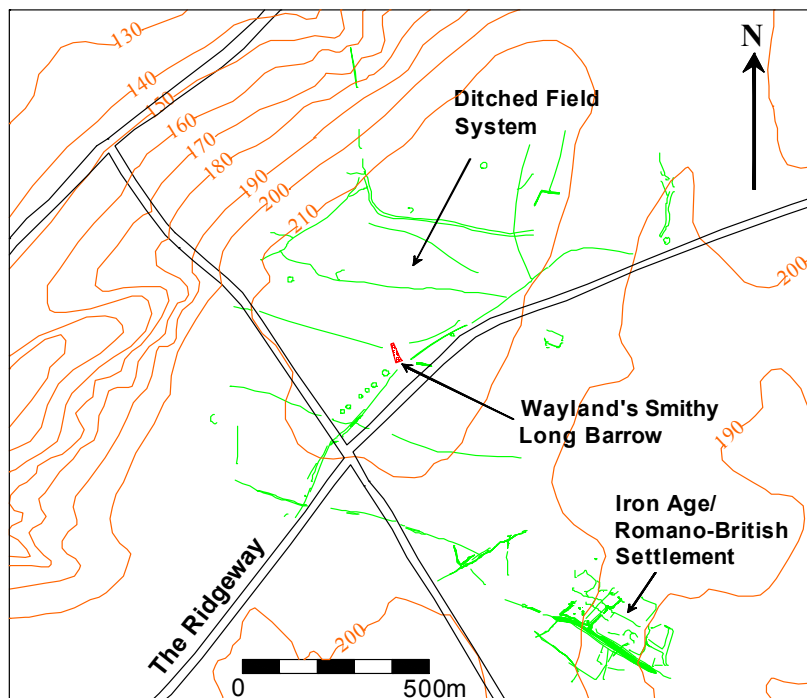 130
140
150
160
170
180
190
200
210
N
Ditched Field
System
200
Wayland's Smithy
Long Barrow
190
Iron Age/
Romano-British
Settlement
The Ridgeway
200
0
500m